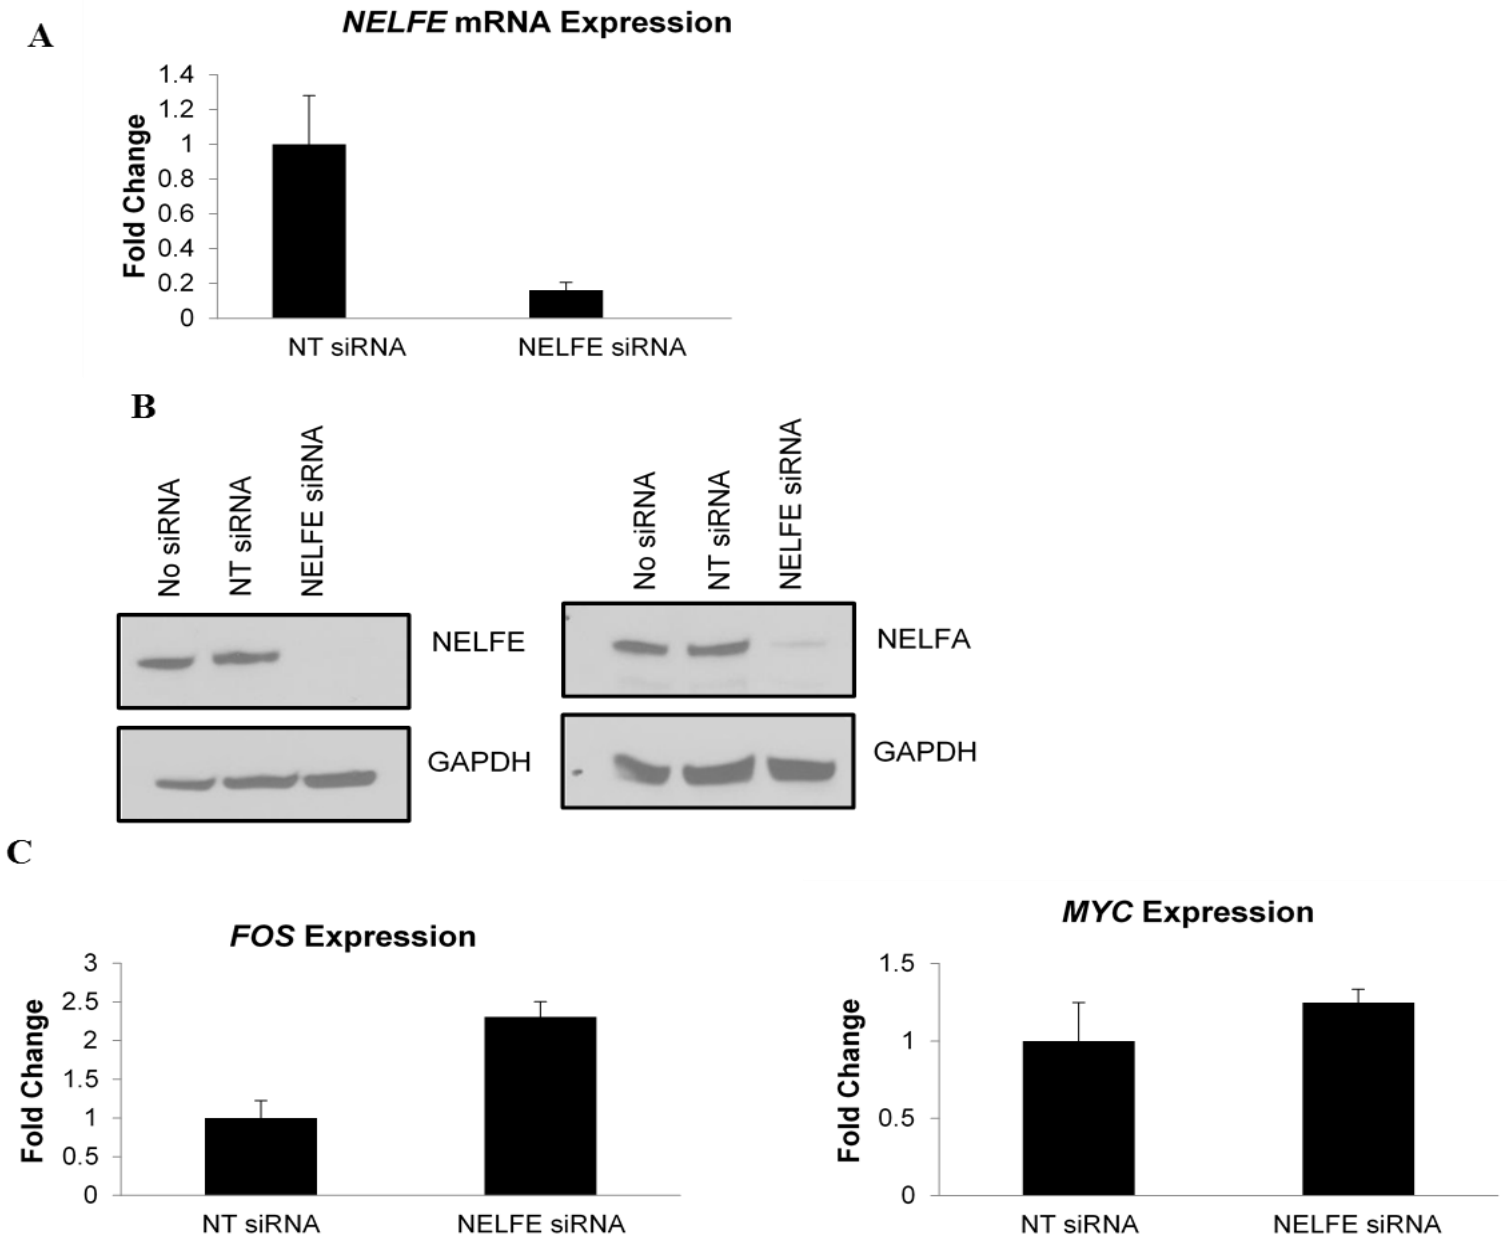 A
NELFE mRNA Expression
Fold Change
1.4
1.2
1
0.8
0.6
0.4
0.2
0
NT siRNA
NELFE siRNA
B
No siRNA
NT siRNA
NELFE siRNA
NELFE
GAPDH
No siRNA
NT siRNA
NELFE siRNA
NELFA
GAPDH
C
FOS Expression
Fold Change
3
2.5
2
1.5
1
0.5
0
NT siRNA
NELFE siRNA
MYC Expression
Fold Change
1.5
1
0.5
0
NT siRNA
NELFE siRNA